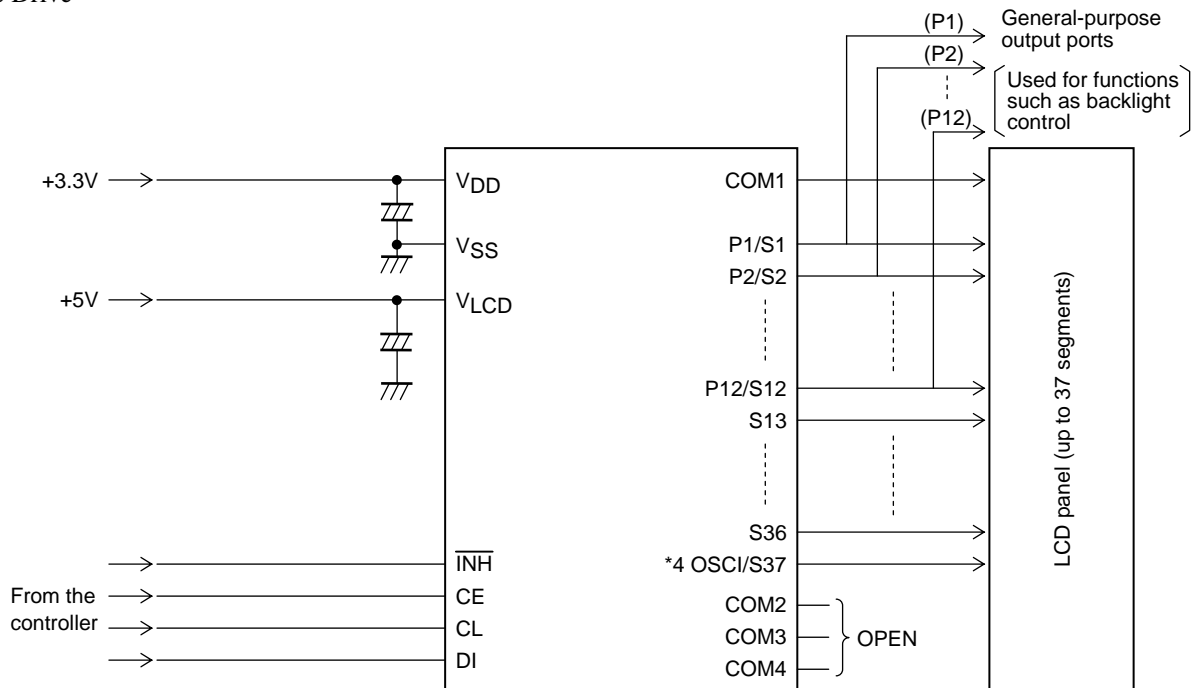 (P1)
General-purpose
output ports
(P2)
(P12)
Used for functions
such as backlight
control
+3.3V
VDD
COM1
VSS
P1/S1
P2/S2
+5V
VLCD
P12/S12
S13
S36
INH
*4 OSCI/S37
From the
controller
CE
CL
DI
COM2
COM3
COM4
OPEN
LCD panel (up to 37 segments)